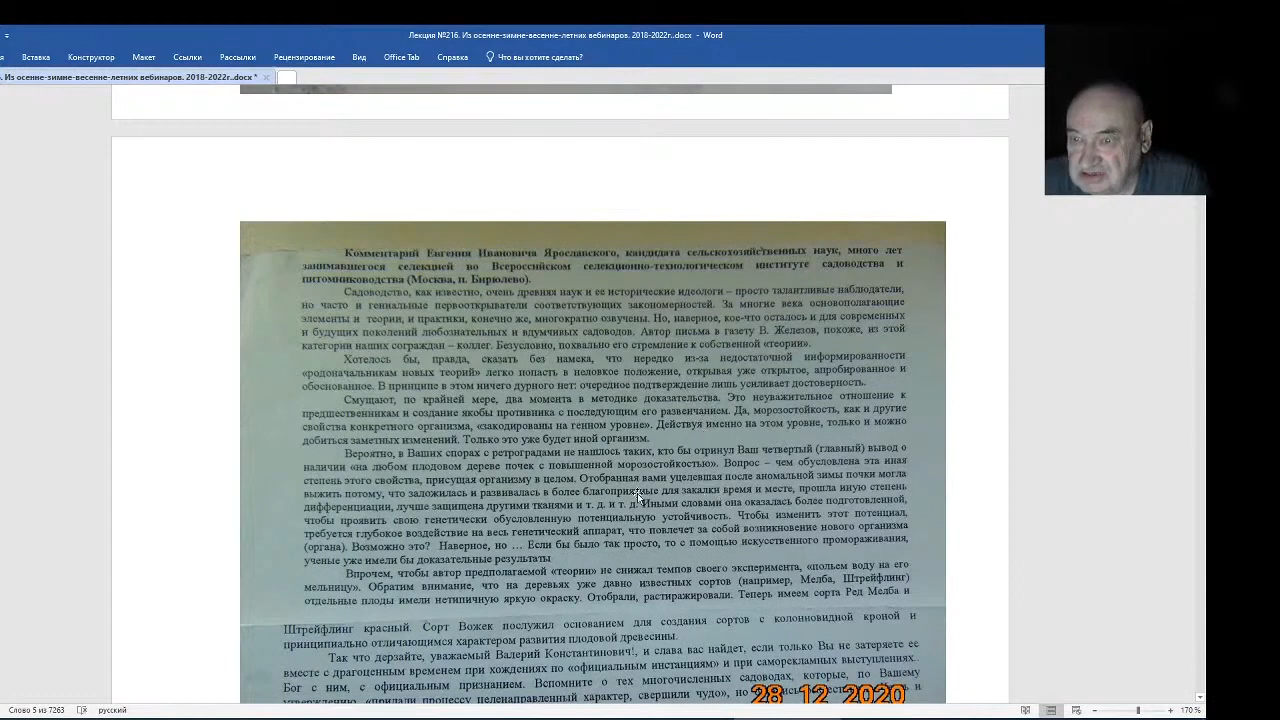 Лекция №216. Из осенне-зимне-весенне-летних вебинаров. 2018-2022г..docx - Word
Вставка Конструктор Макет Ссылки Рассылки Рецензирование Вид Office Tab Справка Что вы хотите сделать?
. Из осенне-зимне-весенне-летних вебинаров. 2018-2022г..docx *
Комментарий Евгения Ивановича Ярославского, кандидата сельскохозяйственных наук, много лет
занимавшегося селекцией во Всероссийском селекционно-технологическом институте садоводства и
питомниководства (Москва, п. Бирюлево).
Садоводство, как известно, очень древняя наук и ее исторические идеологи – просто талантливые наблюдатели,
но часто и гениальные первооткрыватели соответствующих закономерностей. За многие века основополагающие
элементы и теории, и практики, конечно же, многократно озвучены. Но, наверное, кое-что осталось и для современных
и будущих поколений любознательных и вдумчивых садоводов. Автор письма в газету В. Железов, похоже, из этой
категории наших сограждан – коллег. Безусловно, похвально его стремление к собственной «теории».
Хотелось бы, правда, сказать без намека, что нередко из-за недостаточной информированности
«родоначальникам новых теорий» легко попасть в неловкое положение, открывая уже открытое, апробированное и
обоснованное. В принципе в этом ничего дурного нет: очередное подтверждение лишь усиливает достоверность.
Смущают, по крайней мере, два момента в методике доказательства. Это неуважительное отношение к
предшественникам и создание якобы противника с последующим его развенчанием. Да, морозостойкость, как и другие
свойства конкретного организма, «закодированы на генном уровне». Действуя именно на этом уровне, только и можно
добиться заметных изменений. Только это уже будет иной организм.
Вероятно, в Ваших спорах с ретроградами не нашлось таких, кто бы отринул Ваш четвертый (главный) вывод о
наличии «на любом плодовом дереве почек с повышенной морозостойкостью». Вопрос – чем обусловлена эта иная
степень этого свойства, присущая организму в целом. Отобранная вами уцелевшая после аномальной зимы почки могла
выжить потому, что заложилась и развивалась в более благоприятные для закалки время и месте, прошла иную степень
дифференциации, лучше защищена другими тканями и т. д. и т. д. Иными словами она оказалась более подготовленной,
чтобы проявить свою генетически обусловленную потенциальную устойчивость. Чтобы изменить этот потенциал,
требуется глубокое воздействие на весь генетический аппарат, что повлечет за собой возникновение нового организма
(органа). Возможно это? Наверное, но … Если бы было так просто, то с помощью искусственного промораживания,
ученые уже имели бы доказательные результаты
Впрочем, чтобы автор предполагаемой «теории» не снижал темпов своего эксперимента, «польем воду на его
мельницу». Обратим внимание, что на деревьях уже давно известных сортов (например, Мелба, Штрейфлинг)
отдельные плоды имели нетипичную яркую окраску. Отобрали, растиражировали. Теперь имеем сорта Ред Мелба и
Штрейфлинг красный. Сорт Вожек послужил основанием для создания сортов с колонновидной кроной и
принципиально отличающимся характером развития плодовой древесины.
Так что дерзайте, уважаемый Валерий Константинович!, и слава вас найдет, если только Вы не затеряете ее
вместе с драгоценным временем при хождениях по «официальным инстанциям» и при саморекламных выступлениях..
Бог с ним, с официальным признанием. Вспомните о тех многочисленных садоводах, которые, по Вашему
утверждению, «придали процессу целенаправленный характер, свершили чудо», но
28 12 2020
Слово 5 из 7263 русский 170 %